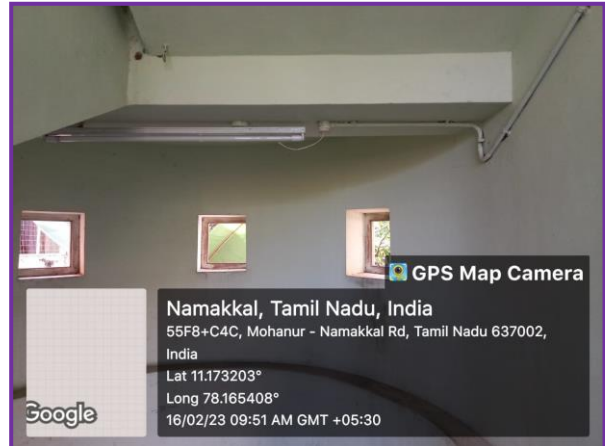 GPS Map Camera
Namakkal, Tamil Nadu, India
55F8+C4C, Mohanur - Namakkal Rd, Tamil Nadu 637002,
India
Lat 11.173203°
Long 78.165408°
16/02/23 09:51 AM GMT +05:30
Google